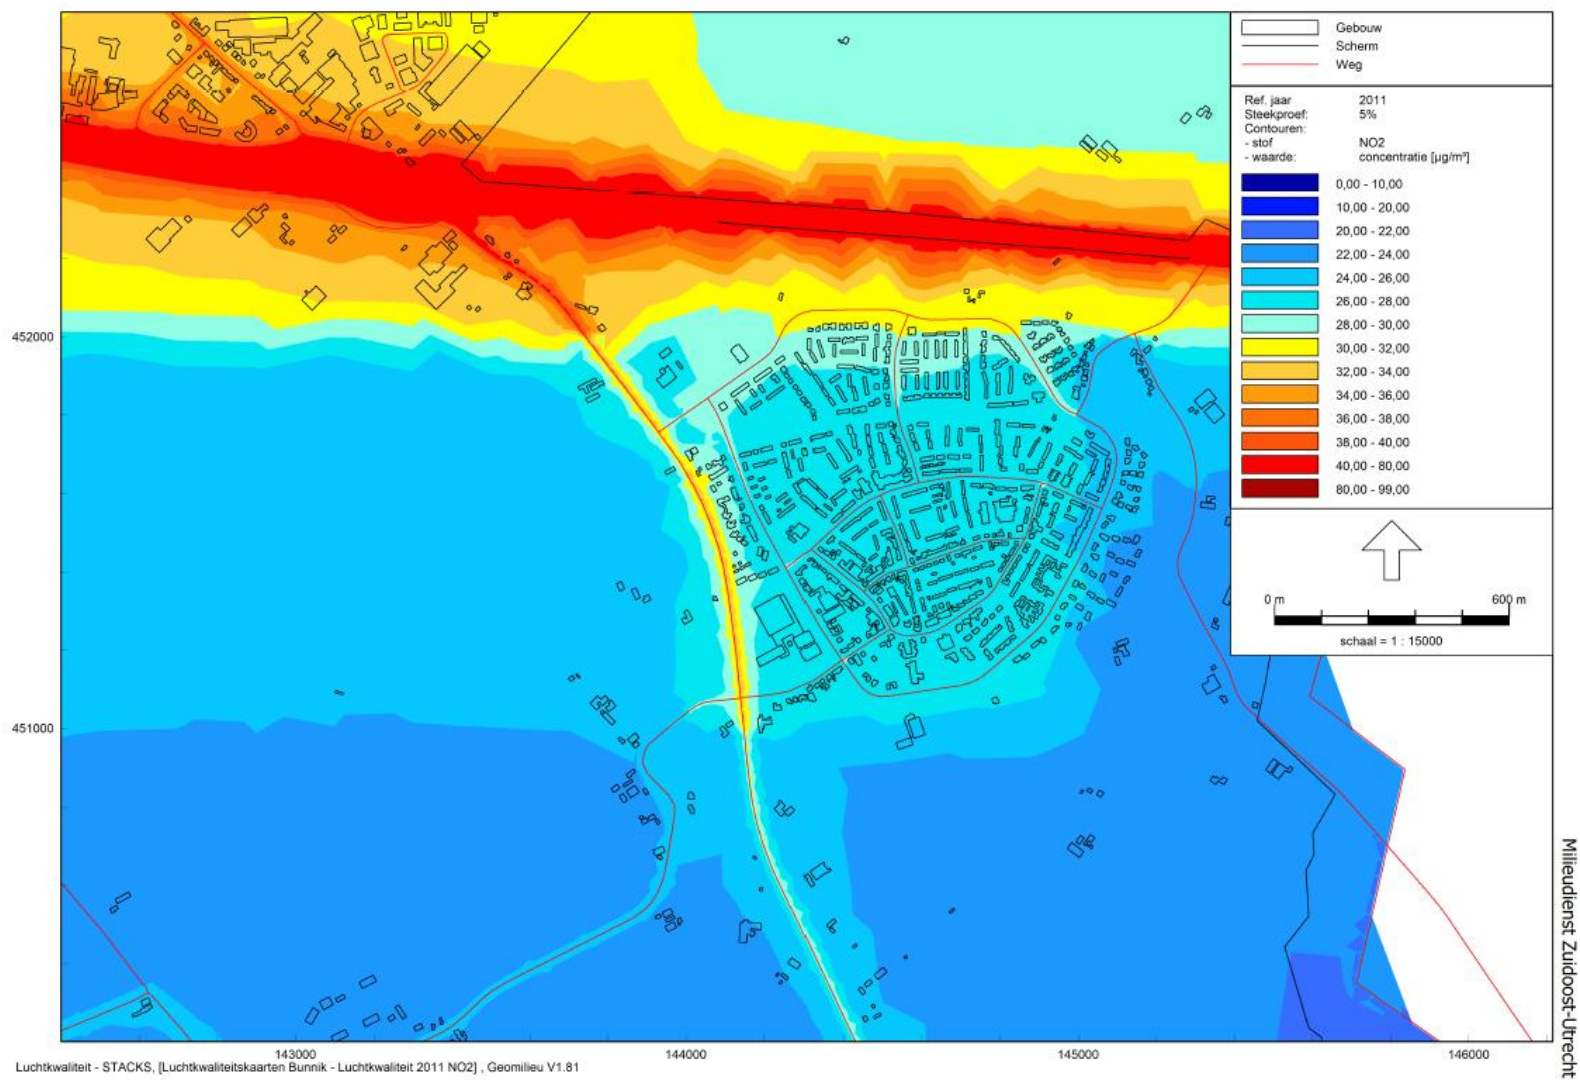 Gebouw
Scherm
Weg
Ref. jaar 2011
Steekproef: 5%
Contouren:
- stof NO2
- waarde: concentratie [µg/m³]
0,00 - 10,00
10,00 - 20,00
20,00 - 22,00
22,00 - 24,00
24,00 - 26,00
26,00 - 28,00
28,00 - 30,00
30,00 - 32,00
32,00 - 34,00
34,00 - 36,00
36,00 - 38,00
38,00 - 40,00
40,00 - 80,00
80,00 - 99,00
0 m 600 m
schaal = 1 : 15000
452000
451000
143000 144000 145000 146000
Milieudienst Zuidoost-Utrecht
Luchtkwaliteit - STACKS, [Luchtkwaliteitskaarten Bunnik - Luchtkwaliteit 2011 NO2] , Geomilieu V1.81